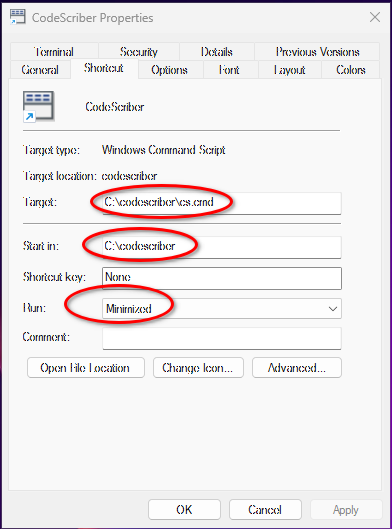 CodeScriber Properties
Terminal Security Details Previous Versions
General Shortcut Options Font Layout Colors
CodeScriber
Target type: Windows Command Script
Target location: codescriber
Target: C:\codescriber\cs.cmd
Start in: C:\codescriber
Shortcut key: None
Run: Minimized
Comment:
Open File Location Change Icon... Advanced...
OK Cancel Apply